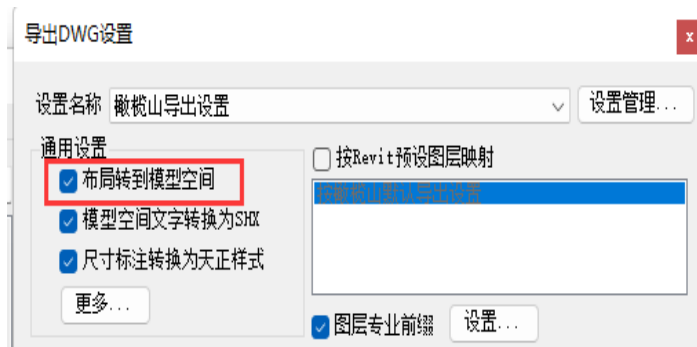 导出DWG设置
x
设置名称 橄榄山导出设置 设置管理...
通用设置
布局转到模型空间
模型空间文字转换为SHX
尺寸标注转换为天正样式
更多...
按Revit预设图层映射
按橄榄山默认导出设置
图层专业前缀 设置...